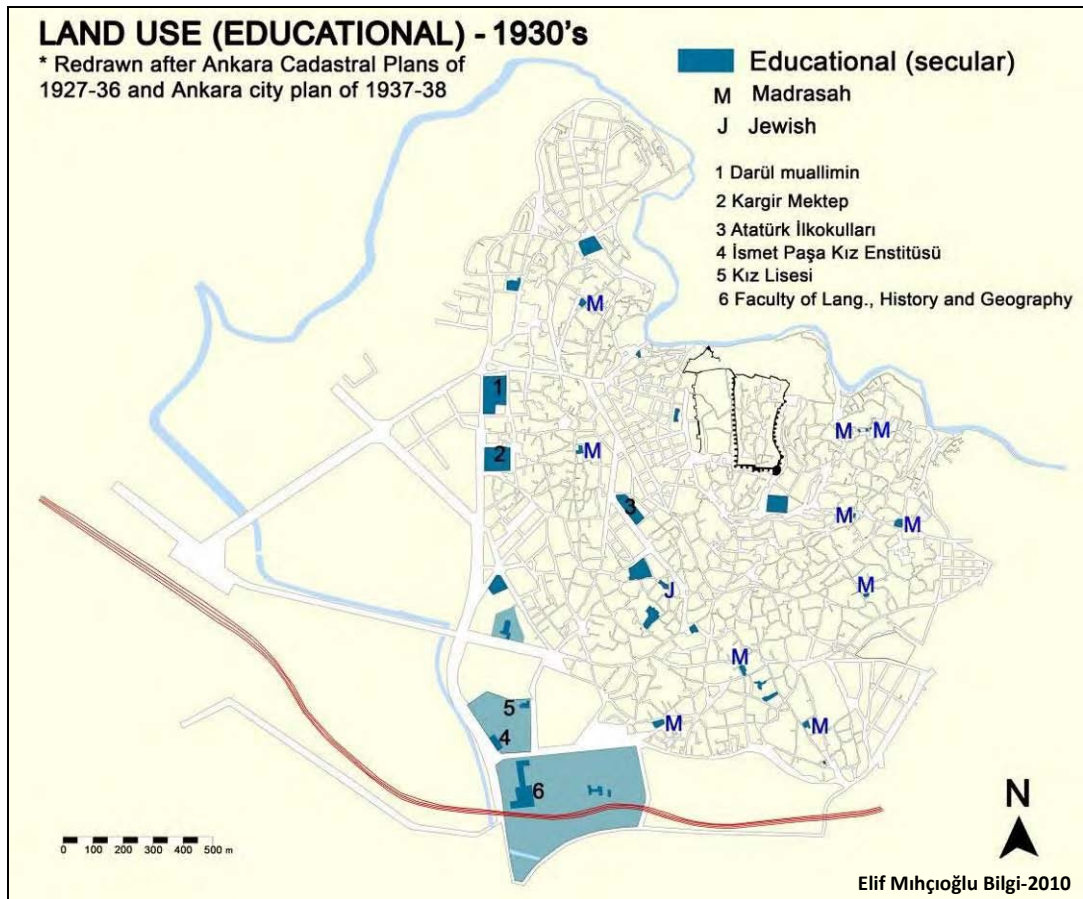 LAND USE (EDUCATIONAL) - 1930's
* Redrawn after Ankara Cadastral Plans of
1927-36 and Ankara city plan of 1937-38
Educational (secular)
M Madrasah
J Jewish
1 Darül muallimin
2 Kargir Mektep
3 Atatürk İlkokulları
4 İsmet Paşa Kız Enstitüsü
5 Kız Lisesi
6 Faculty of Lang., History and Geography
M
1
M M
2 M
3
M M
M
J
M
5
M M
4
6
N
0 100 200 300 400 500 m
Elif Mıhçıoğlu Bilgi-2010